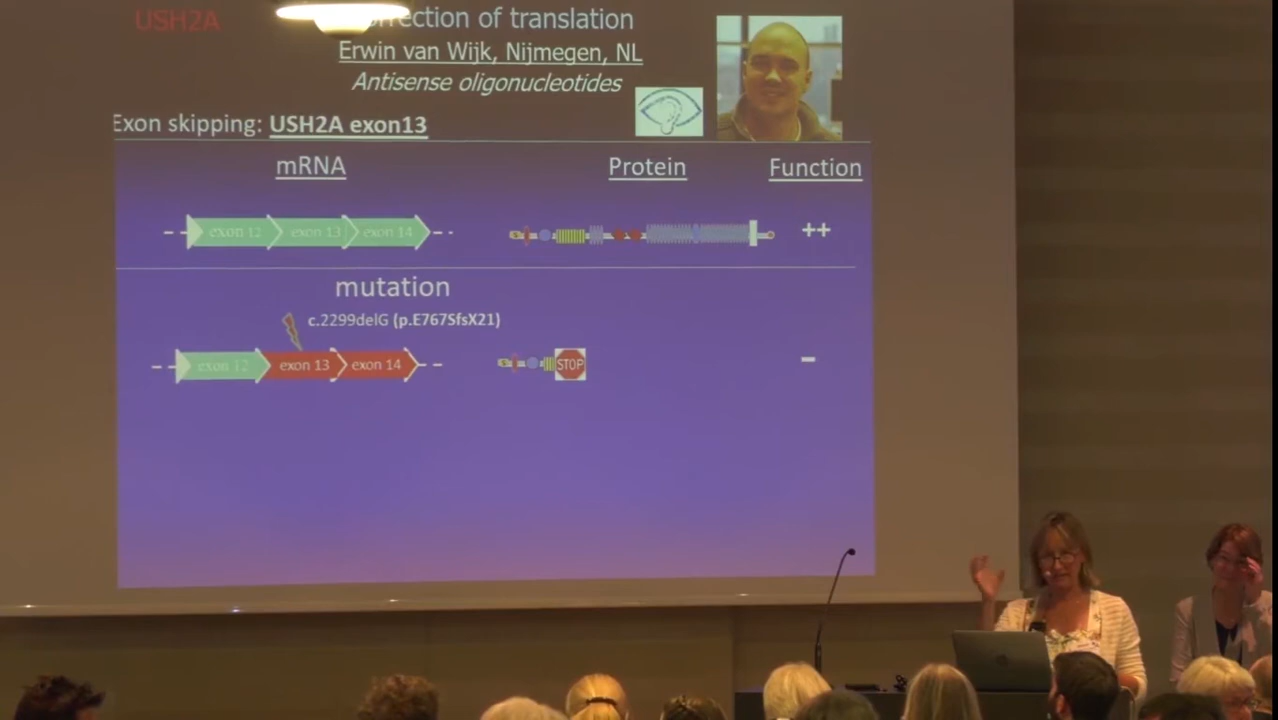 USH2A
rection of translation
Erwin van Wijk, Nijmegen, NL
Antisense oligonucleotides
Exon skipping: USH2A exon13
mRNA
Protein
Function
exon 12
exon 13
exon 14
++
mutation
c.2299delG (p.E767SfsX21)
exon 12
exon 13
exon 14
STOP
-